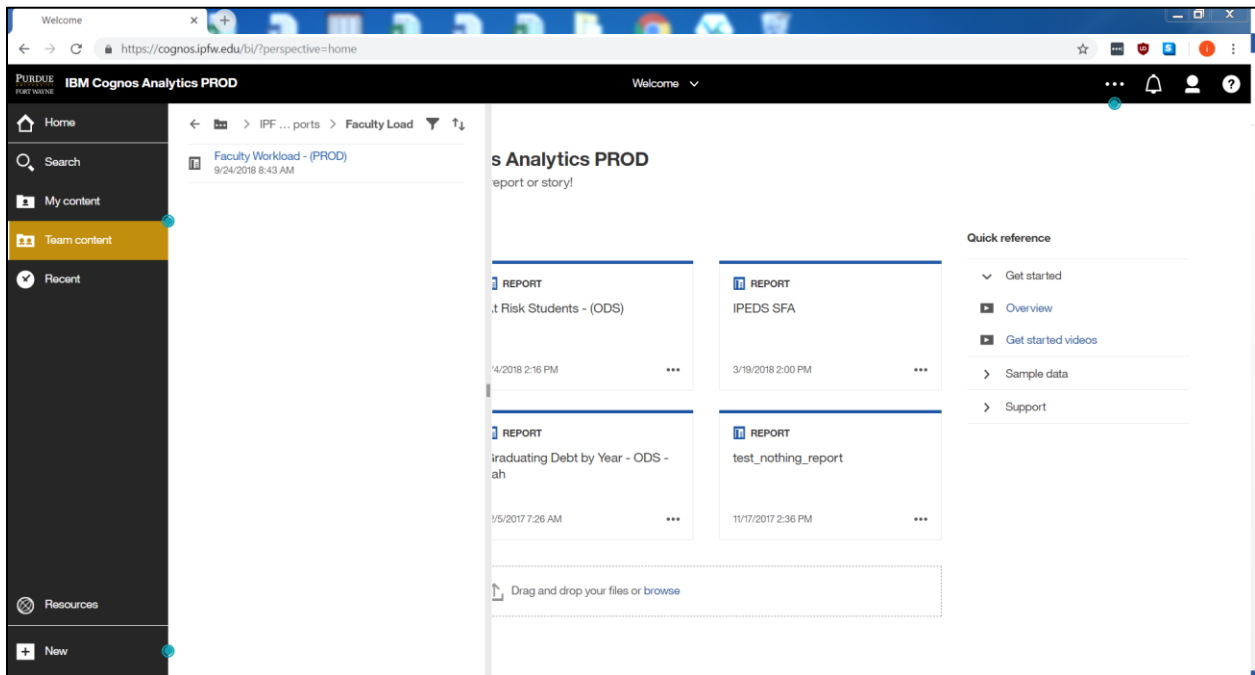 Welcome
https://cognos.ipfw.edu/bi/?perspective=home
PURDUE
FORT WAYNE
IBM Cognos Analytics PROD
Welcome
Home
IPF ... ports > Faculty Load
Search
Faculty Workload - (PROD)
9/24/2018 8:43 AM
s Analytics PROD
eport or story!
My content
Team content
Quick reference
Recent
Get started
REPORT
REPORT
t Risk Students - (ODS)
IPEDS SFA
Overview
Get started videos
/4/2018 2:16 PM
3/19/2018 2:00 PM
Sample data
Support
REPORT
REPORT
raduating Debt by Year - ODS -
ah
test_nothing_report
/5/2017 7:26 AM
11/17/2017 2:36 PM
Drag and drop your files or browse
Resources
New